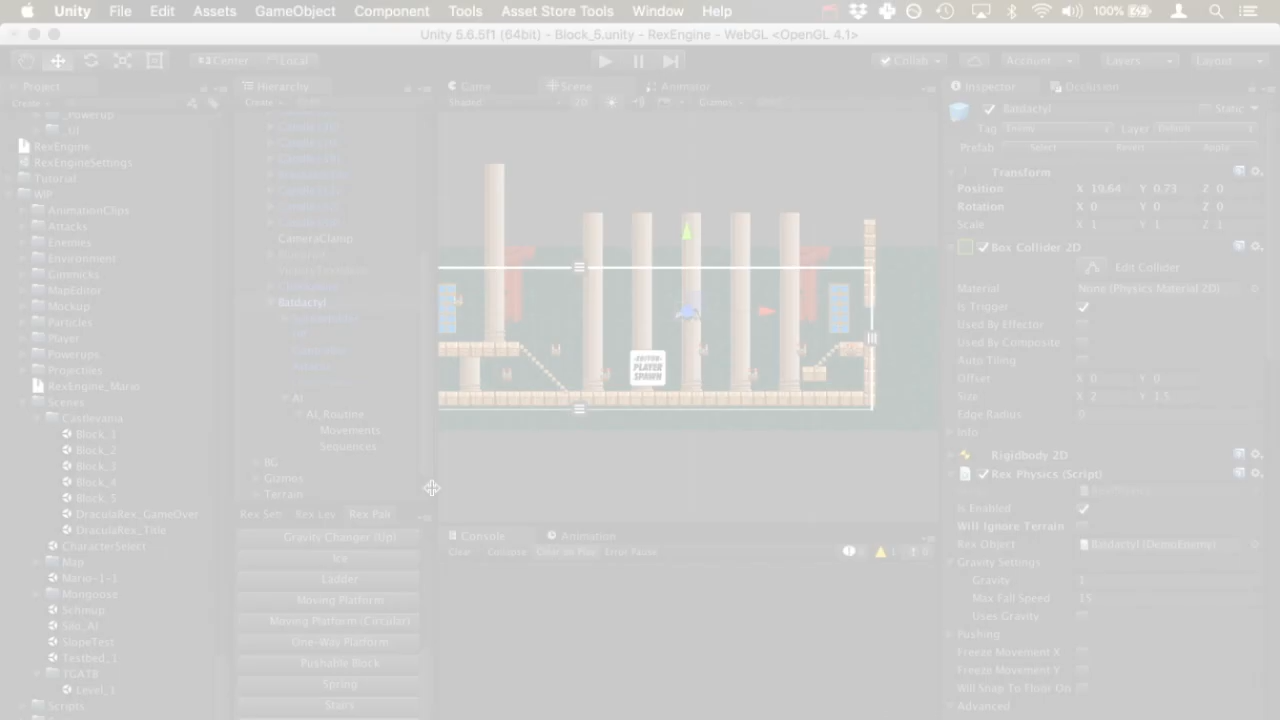 Unity File Edit Assets GameObject Component Tools Asset Store Tools Window Help 100%
Unity 5.6.5f1 (64bit) - Block_5.unity - RexEngine - WebGL <OpenGL 4.1>
Center Local Collab Account Layers Layout
Project
Create
_Powerup
_UI
RexEngine
RexEngineSettings
Tutorial
WIP
AnimationClips
Attacks
Enemies
Environment
Gimmicks
MapEditor
Mockup
Particles
Player
Powerups
Projectiles
RexEngine_Mario
Scenes
Castlevania
Block_1
Block_2
Block_3
Block_4
Block_5
DraculaRex_GameOver
DraculaRex_Title
CharacterSelect
Map
Mario-1-1
Mongoose
Schmup
Silo_AI
SlopeTest
Testbed_1
YGATB
Level_1
Scripts
Hierarchy
Create
CameraClamp
Batdactyl
AI
AI_Routine
Movements
Sequences
BG
Gizmos
Terrain
Rex Set Rex Lev Rex Pal
Gravity Changer (Up)
Ice
Ladder
Moving Platform
Moving Platform (Circular)
One-Way Platform
Pushable Block
Spring
Stairs
Game Scene Animator
Shaded 2D Gizmos
-EDITOR-
PLAYER
SPAWN
Console Animation
Clear Collapse Clear on Play Error Pause
Inspector Occlusion
Batdactyl Static
Tag Enemy Layer Default
Prefab Select Revert Apply
Transform
Position X 19.64 Y 0.73 Z 0
Rotation X 0 Y 0 Z 0
Scale X 1 Y 1 Z 1
Box Collider 2D
Edit Collider
Material None (Physics Material 2D)
Is Trigger
Used By Effector
Used By Composite
Auto Tiling
Offset X 0 Y 0
Size X 2 Y 1.5
Edge Radius 0
Info
Rigidbody 2D
Rex Physics (Script)
Is Enabled
Will Ignore Terrain
Rex Object Batdactyl (DemoEnemy)
Gravity Settings
Gravity 1
Max Fall Speed 15
Uses Gravity
Pushing
Freeze Movement X
Freeze Movement Y
Will Snap To Floor On
Advanced